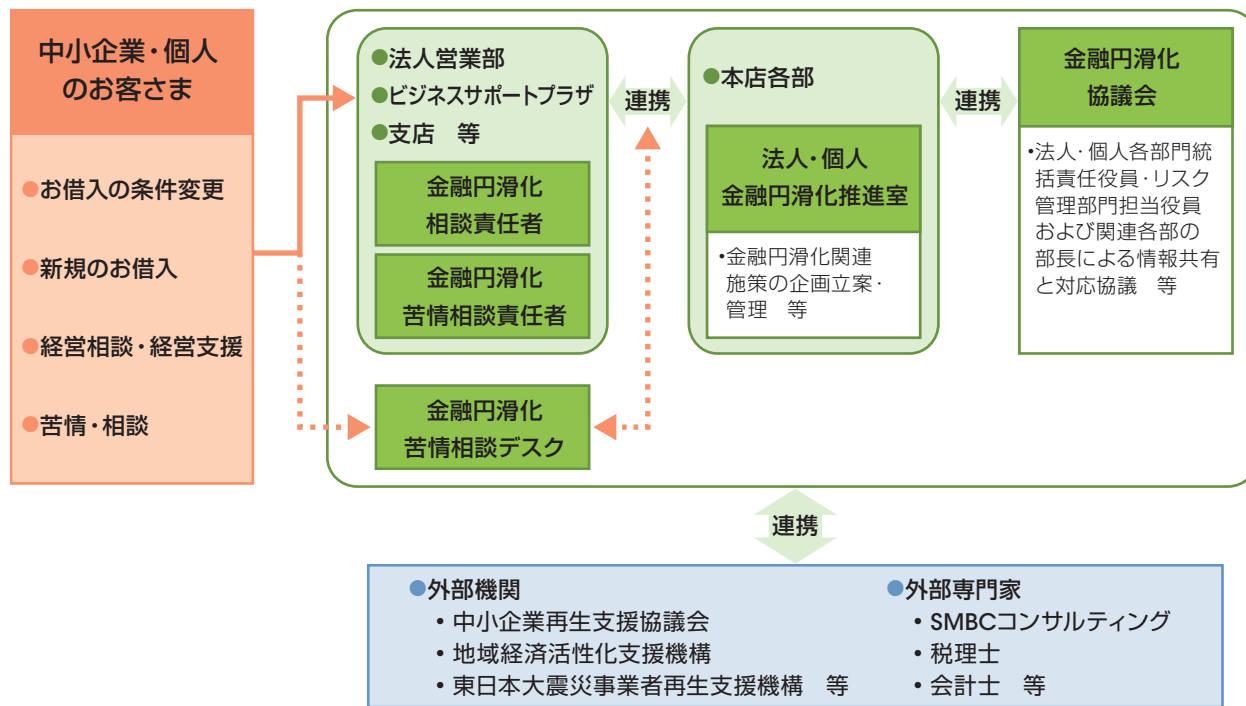 中小企業・個人
のお客さま
●お借入の条件変更
●新規のお借入
●経営相談・経営支援
●苦情・相談
●法人営業部
●ビジネスサポートプラザ
●支店　等
金融円滑化
相談責任者
金融円滑化
苦情相談責任者
金融円滑化
苦情相談デスク
連携
●本店各部
法人・個人
金融円滑化推進室
・金融円滑化関連
施策の企画立案・
管理　等
連携
金融円滑化
協議会
・法人・個人各部門統
括責任役員・リスク
管理部門担当役員
および関連各部の
部長による情報共有
と対応協議　等
連携
●外部機関
・中小企業再生支援協議会
・地域経済活性化支援機構
・東日本大震災事業者再生支援機構　等
●外部専門家
・SMBCコンサルティング
・税理士
・会計士　等